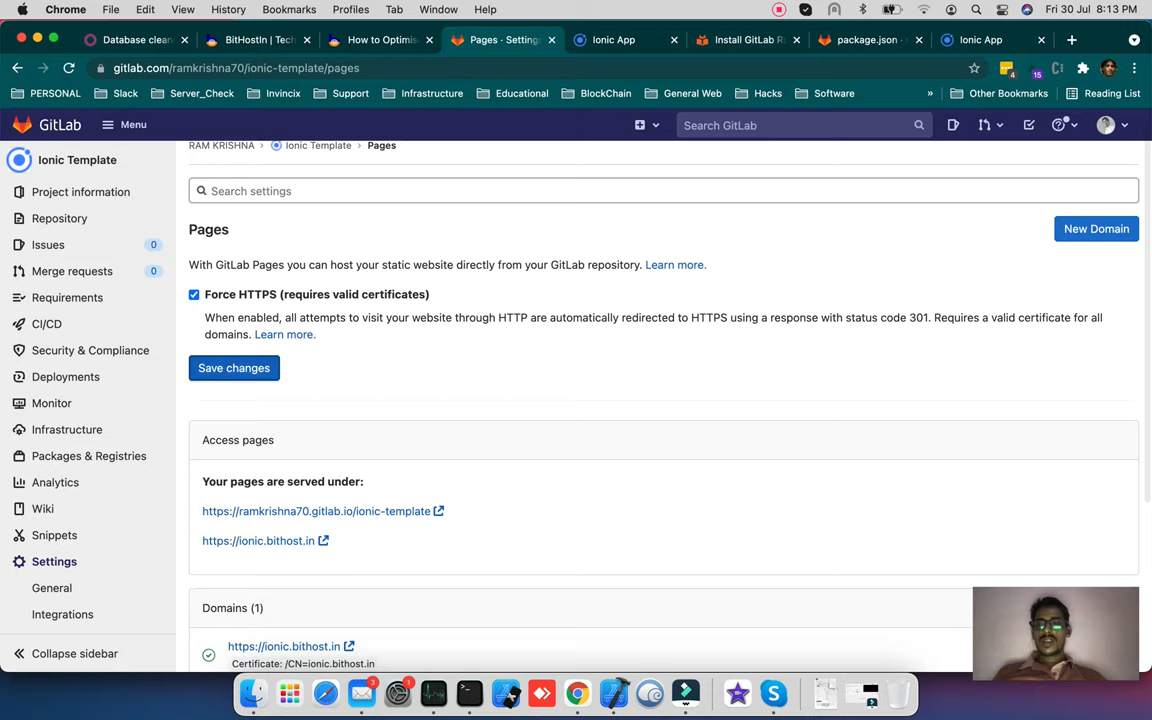 Chrome File Edit View History Bookmarks Profiles Tab Window Help Fri 30 Jul 8:13 PM
Database clean BitHostIn | Tech How to Optimis Pages · Setting Ionic App Install GitLab R package.json · Ionic App
gitlab.com/ramkrishna70/ionic-template/pages 4 15
PERSONAL Slack Server_Check Invincix Support Infrastructure Educational BlockChain General Web Hacks Software » Other Bookmarks Reading List
GitLab Menu Search GitLab
Ionic Template
RAM KRISHNA > Ionic Template > Pages
Project information
Repository
Issues 0
Merge requests 0
Requirements
CI/CD
Security & Compliance
Deployments
Monitor
Infrastructure
Packages & Registries
Analytics
Wiki
Snippets
Settings
General
Integrations
Collapse sidebar
Search settings
Pages New Domain
With GitLab Pages you can host your static website directly from your GitLab repository. Learn more.
Force HTTPS (requires valid certificates)
When enabled, all attempts to visit your website through HTTP are automatically redirected to HTTPS using a response with status code 301. Requires a valid certificate for all
domains. Learn more.
Save changes
Access pages
Your pages are served under:
https://ramkrishna70.gitlab.io/ionic-template
https://ionic.bithost.in
Domains (1)
https://ionic.bithost.in
Certificate: /CN=ionic.bithost.in
3 1